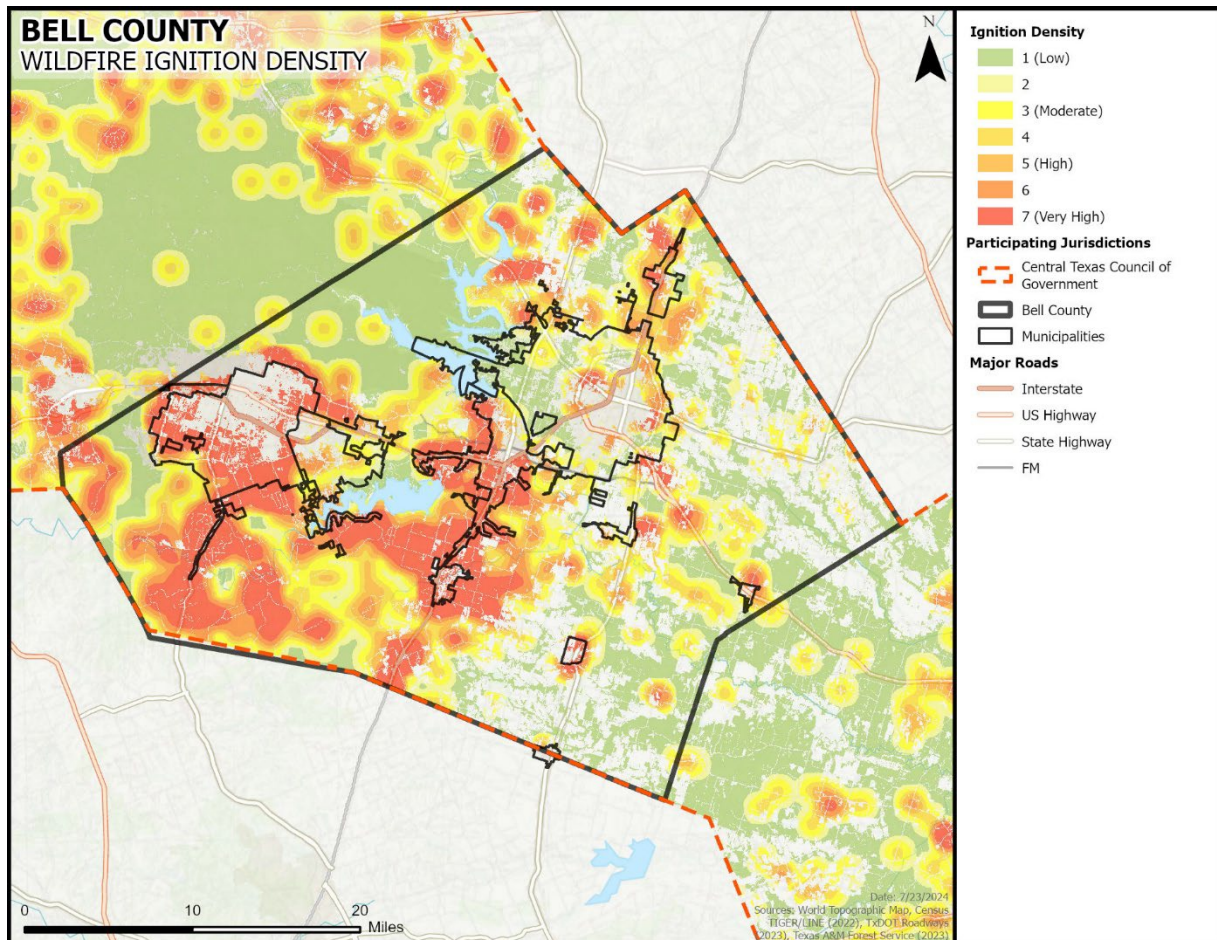 BELL COUNTY
WILDFIRE IGNITION DENSITY
N
0 10 20
Miles
Date: 7/23/2024
Sources: World Topographic Map, Census
TIGER/LINE (2022), TxDOT Roadways
(2023), Texas A&M Forest Service (2023)
Ignition Density
1 (Low)
2
3 (Moderate)
4
5 (High)
6
7 (Very High)
Participating Jurisdictions
Central Texas Council of
Government
Bell County
Municipalities
Major Roads
Interstate
US Highway
State Highway
FM